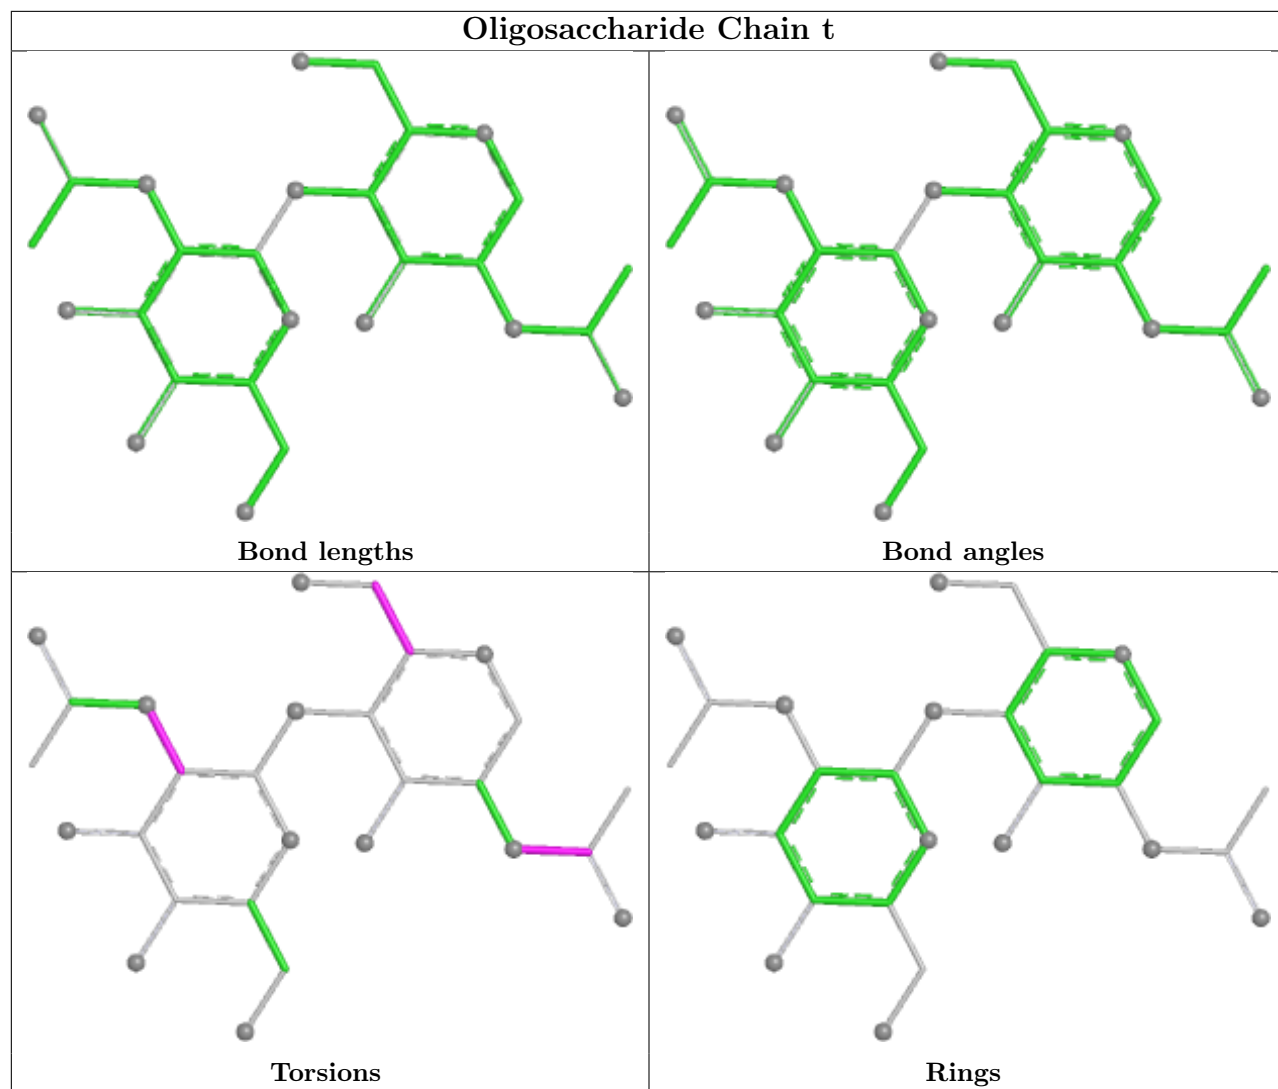 Oligosaccharide Chain t
Bond lengths
Bond angles
Torsions
Rings